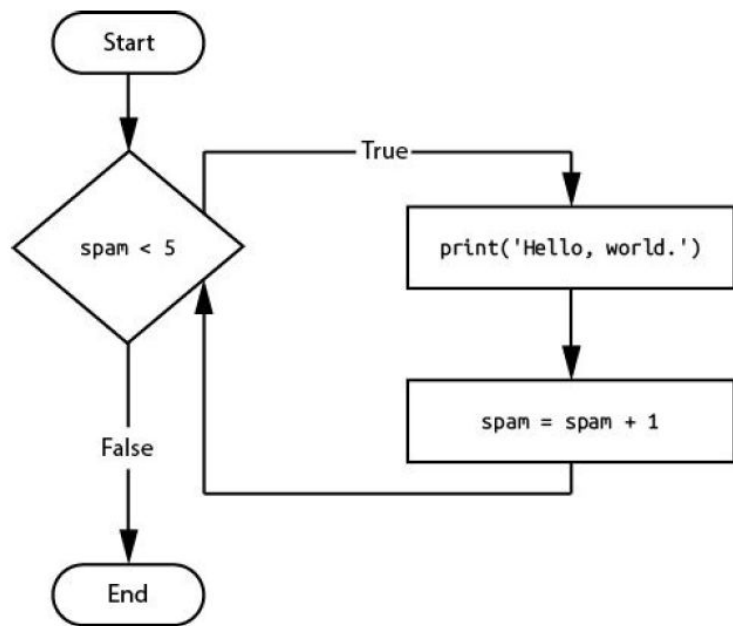 Start
True
spam < 5
print('Hello, world.')
spam = spam + 1
False
End